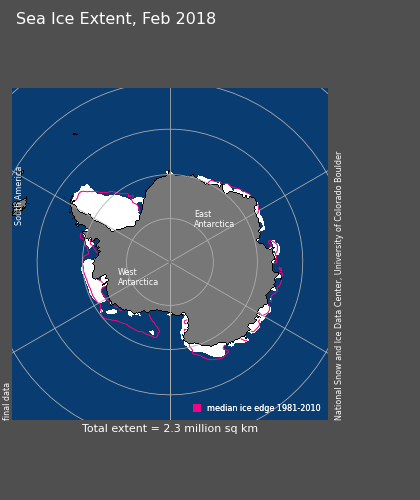 Sea Ice Extent, Feb 2018
South America
East
Antarctica
West
Antarctica
National Snow and Ice Data Center, University of Colorado Boulder
final data
median ice edge 1981-2010
Total extent = 2.3 million sq km